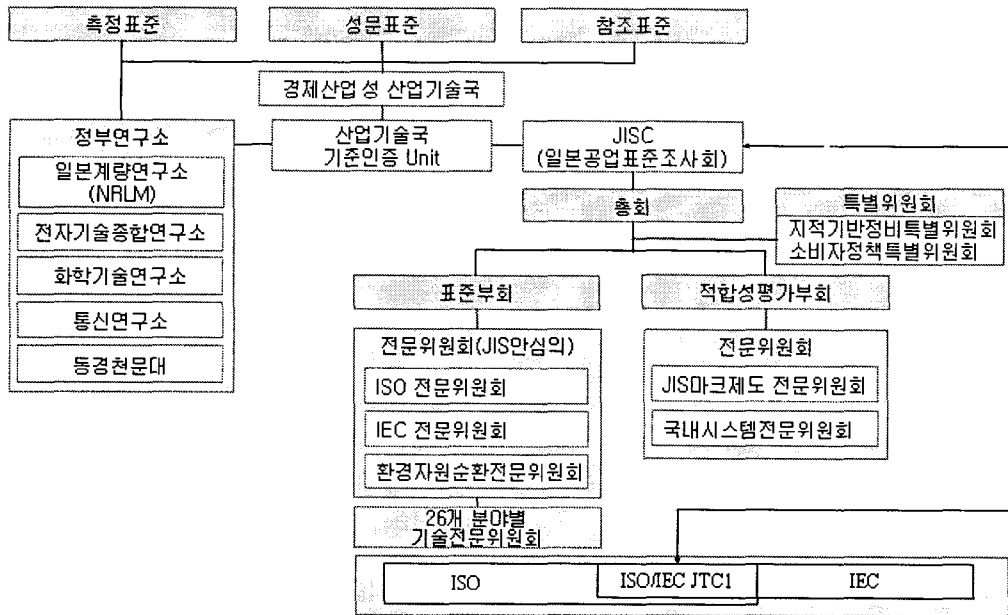 측정표준
성문표준
참조표준
경제산업 성 산업기술국
정부연구소
일본계량연구소
(NRLM)
전자기술종합연구소
화학기술연구소
통신연구소
동경천문대
산업기술국
기준인증 Unit
JISC
(일본공업표준조사회)
총회
특별위원회
지적기반정비특별위원회
소비자정책특별위원회
표준부회
적합성평가부회
전문위원회(JIS안심의)
ISO 전문위원회
IEC 전문위원회
환경자원순환전문위원회
전문위원회
JIS마크제도 전문위원회
국내시스템전문위원회
26개 분야별
기술전문위원회
ISO
ISO/IEC JTC1
IEC